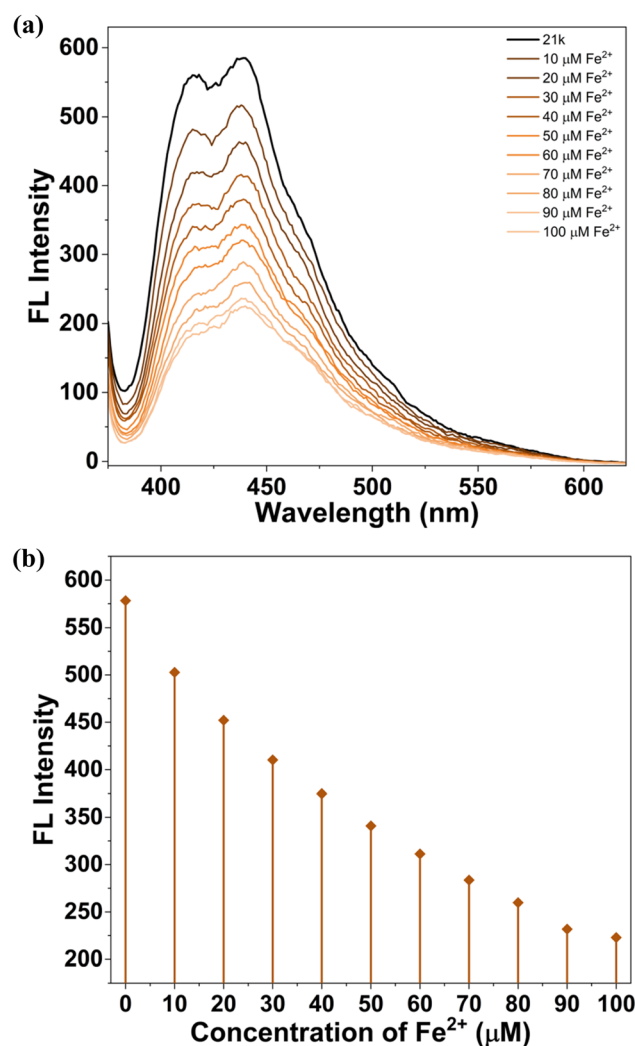 (a)
600
500
400
300
200
100
0
FL Intensity
21k
10 μM Fe²⁺
20 μM Fe²⁺
30 μM Fe²⁺
40 μM Fe²⁺
50 μM Fe²⁺
60 μM Fe²⁺
70 μM Fe²⁺
80 μM Fe²⁺
90 μM Fe²⁺
100 μM Fe²⁺
400 450 500 550 600
Wavelength (nm)
(b)
600
575
550
500
450
400
350
300
250
200
FL Intensity
0 10 20 30 40 50 60 70 80 90 100
Concentration of Fe²⁺ (μM)